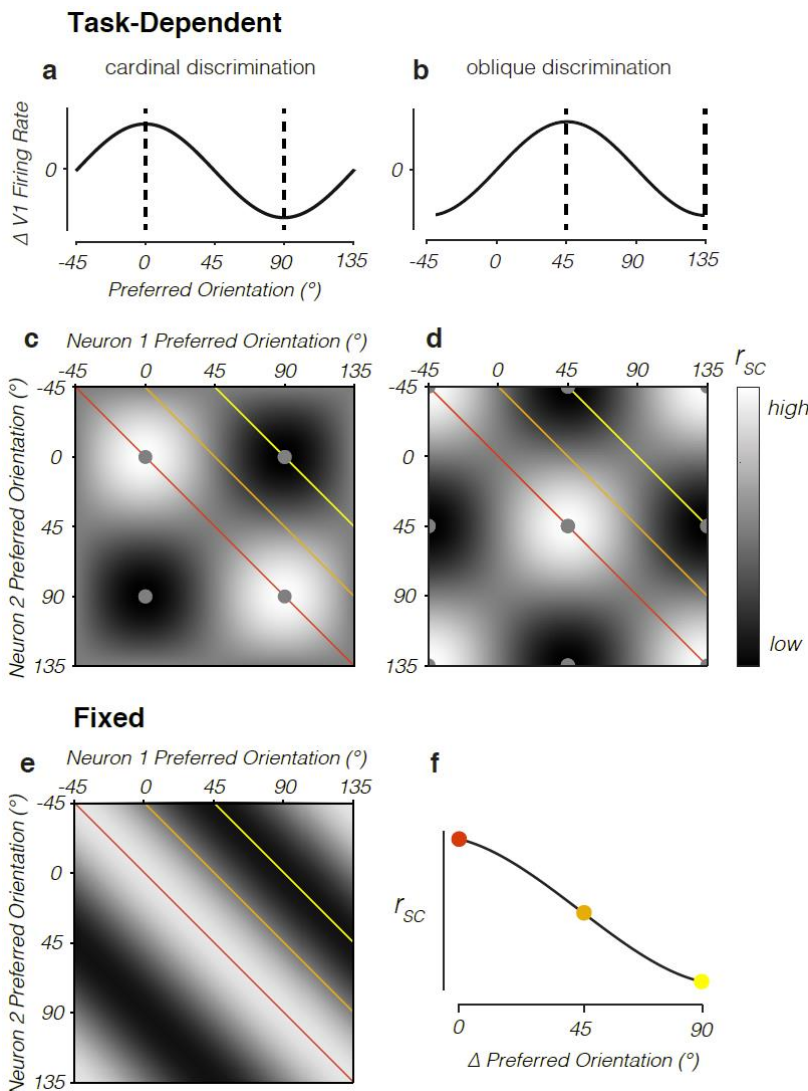 Task-Dependent
a cardinal discrimination
b oblique discrimination
Δ V1 Firing Rate
0
0
-45 0 45 90 135
-45 0 45 90 135
Preferred Orientation (°)
c Neuron 1 Preferred Orientation (°)
d
-45 0 45 90 135
-45 0 45 90 135
Neuron 2 Preferred Orientation (°)
-45
0
45
90
135
-45
0
45
90
135
rSC
high
low
Fixed
e Neuron 1 Preferred Orientation (°)
f
-45 0 45 90 135
Neuron 2 Preferred Orientation (°)
-45
0
45
90
135
rSC
0 45 90
Δ Preferred Orientation (°)